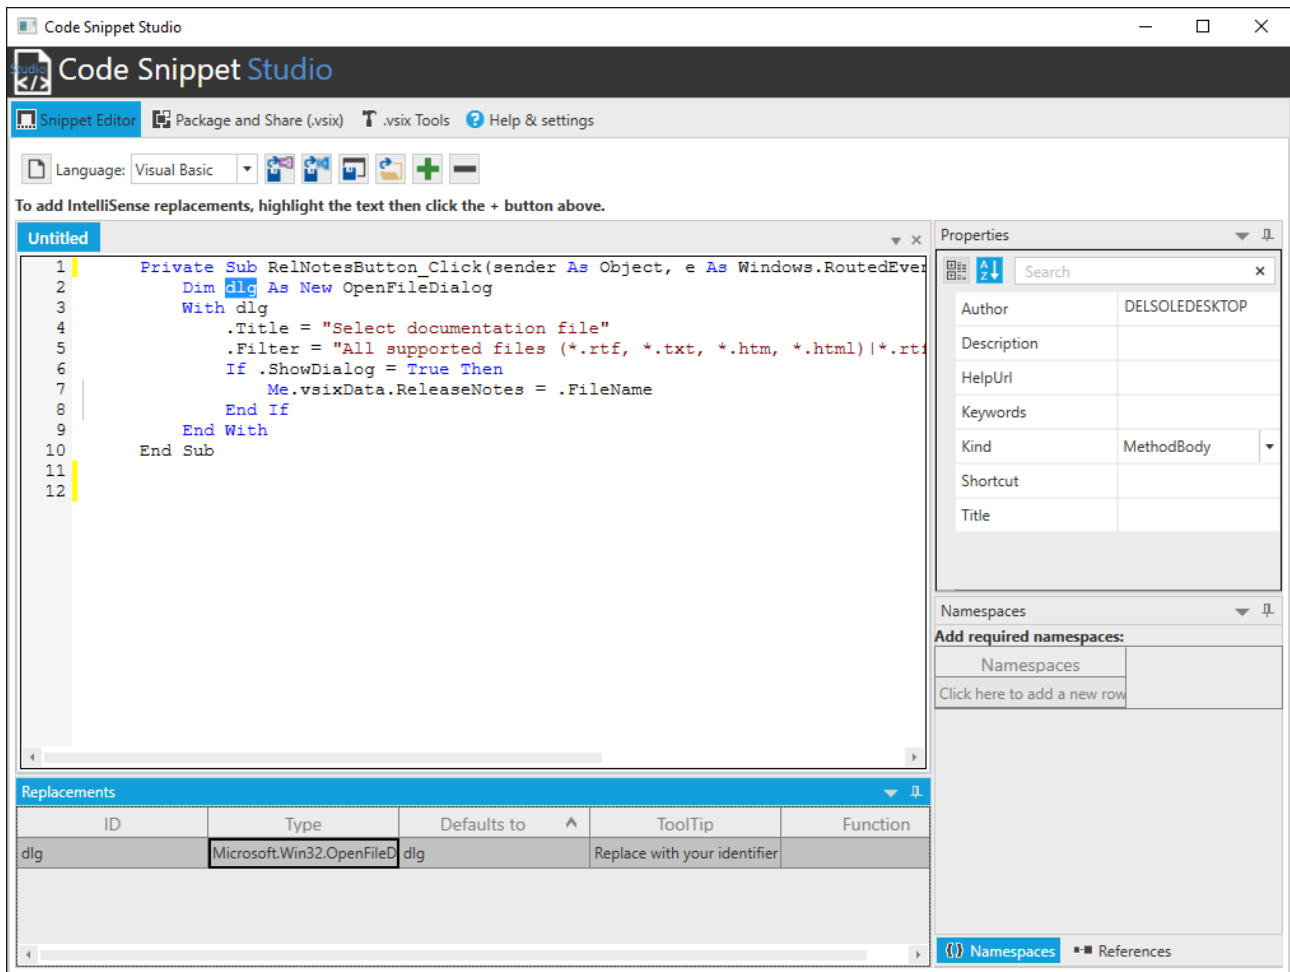 Code Snippet Studio
Studio
</>
Code Snippet Studio
Snippet Editor Package and Share (.vsix) .vsix Tools ? Help & settings
Language: Visual Basic
To add IntelliSense replacements, highlight the text then click the + button above.
Untitled
1 Private Sub RelNotesButton_Click(sender As Object, e As Windows.RoutedEver
2 Dim dlg As New OpenFileDialog
3 With dlg
4 .Title = "Select documentation file"
5 .Filter = "All supported files (*.rtf, *.txt, *.htm, *.html)|*.rtf
6 If .ShowDialog = True Then
7 Me.vsixData.ReleaseNotes = .FileName
8 End If
9 End With
10 End Sub
11
12
Replacements
ID Type Defaults to ToolTip Function
dlg Microsoft.Win32.OpenFileD dlg Replace with your identifier
Properties
A Z Search
Author DELSOLEDESKTOP
Description
HelpUrl
Keywords
Kind MethodBody
Shortcut
Title
Namespaces
Add required namespaces:
Namespaces
Click here to add a new row
{} Namespaces References